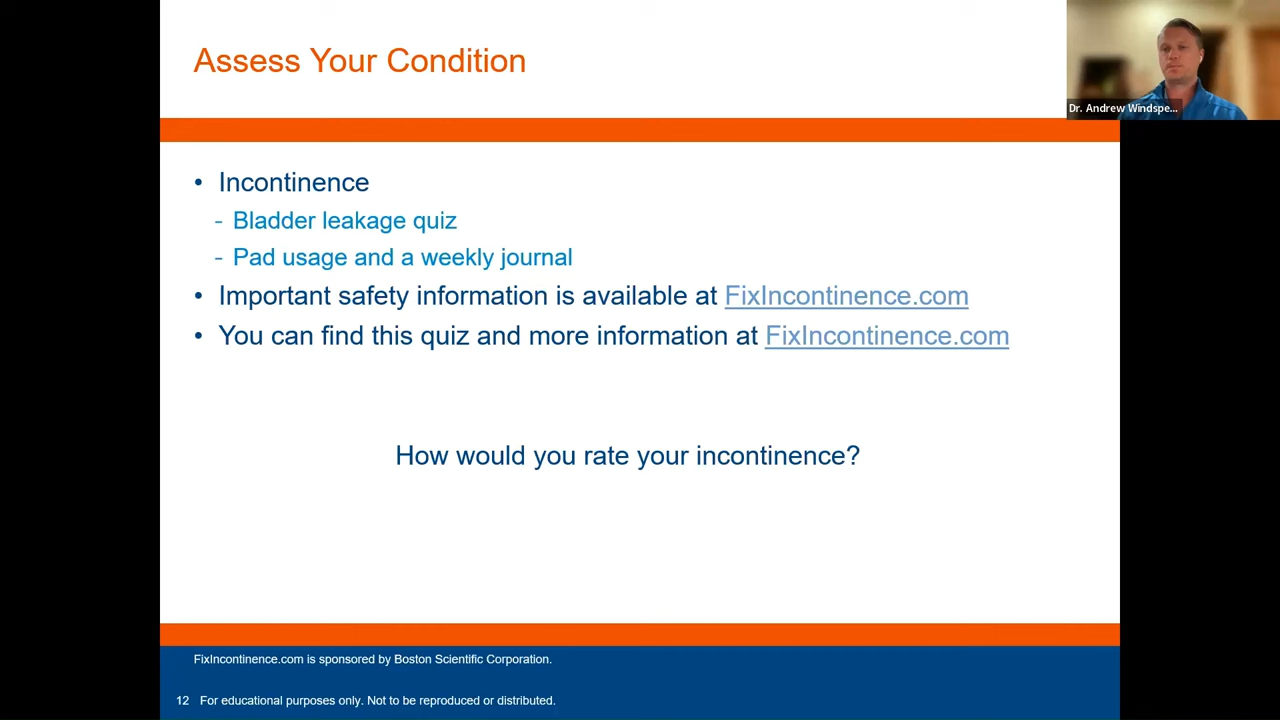 Assess Your Condition
Dr. Andrew Windspe...
• Incontinence
- Bladder leakage quiz
- Pad usage and a weekly journal
• Important safety information is available at FixIncontinence.com
• You can find this quiz and more information at FixIncontinence.com
How would you rate your incontinence?
FixIncontinence.com is sponsored by Boston Scientific Corporation.
12 For educational purposes only. Not to be reproduced or distributed.